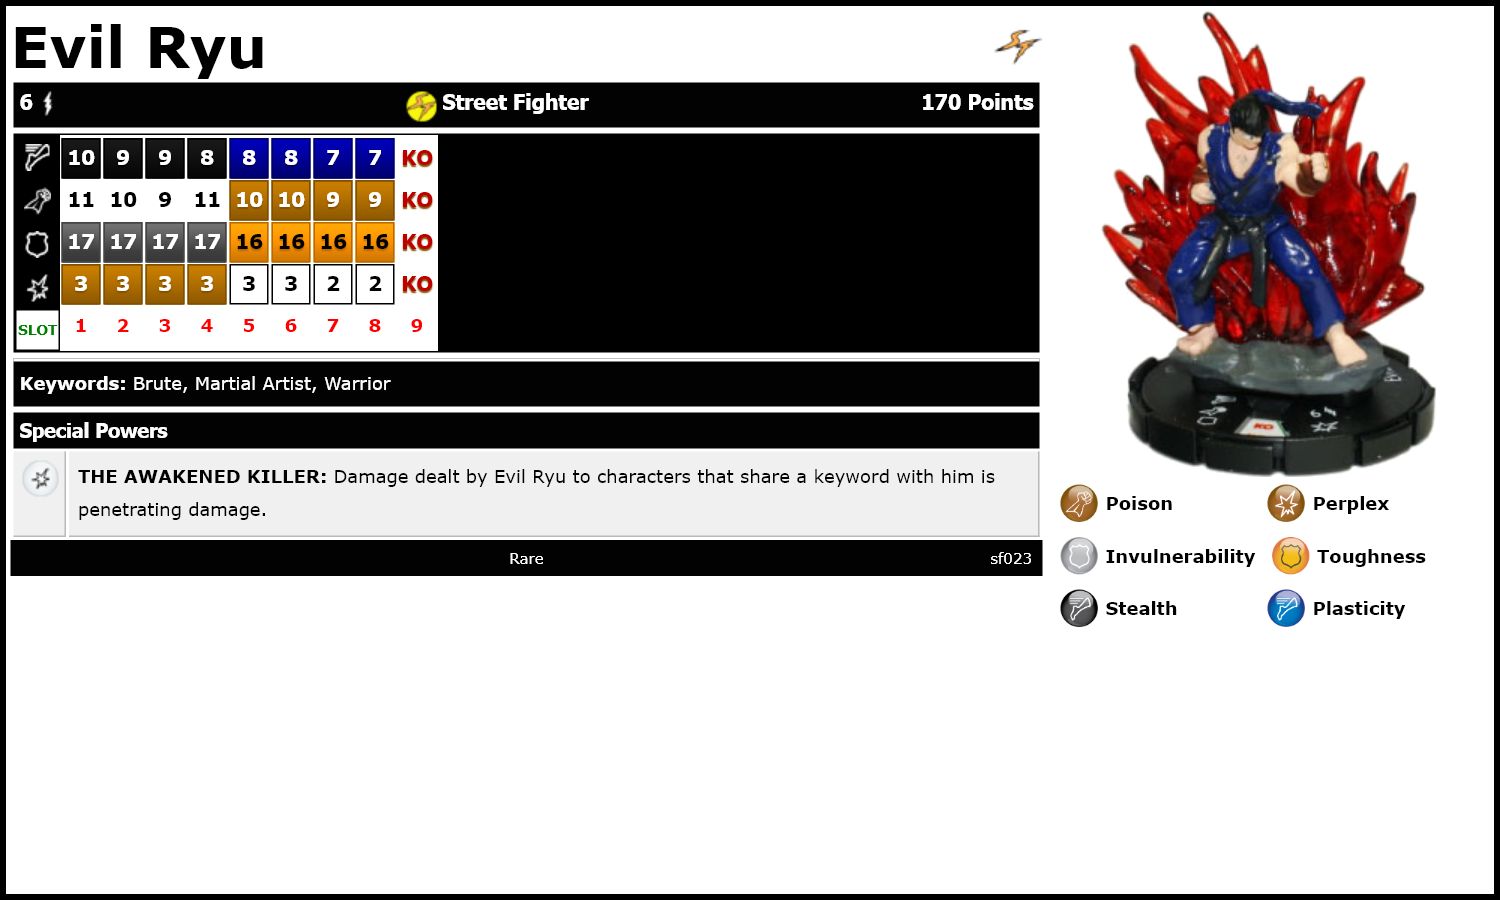 Evil Ryu
6 Street Fighter 170 Points
10 9 9 8 8 8 7 7 KO
11 10 9 11 10 10 9 9 KO
17 17 17 17 16 16 16 16 KO
3 3 3 3 3 3 2 2 KO
SLOT 1 2 3 4 5 6 7 8 9
Keywords: Brute, Martial Artist, Warrior
Special Powers
THE AWAKENED KILLER: Damage dealt by Evil Ryu to characters that share a keyword with him is
penetrating damage.
Rare sf023
KO
6
Poison Perplex
Invulnerability Toughness
Stealth Plasticity